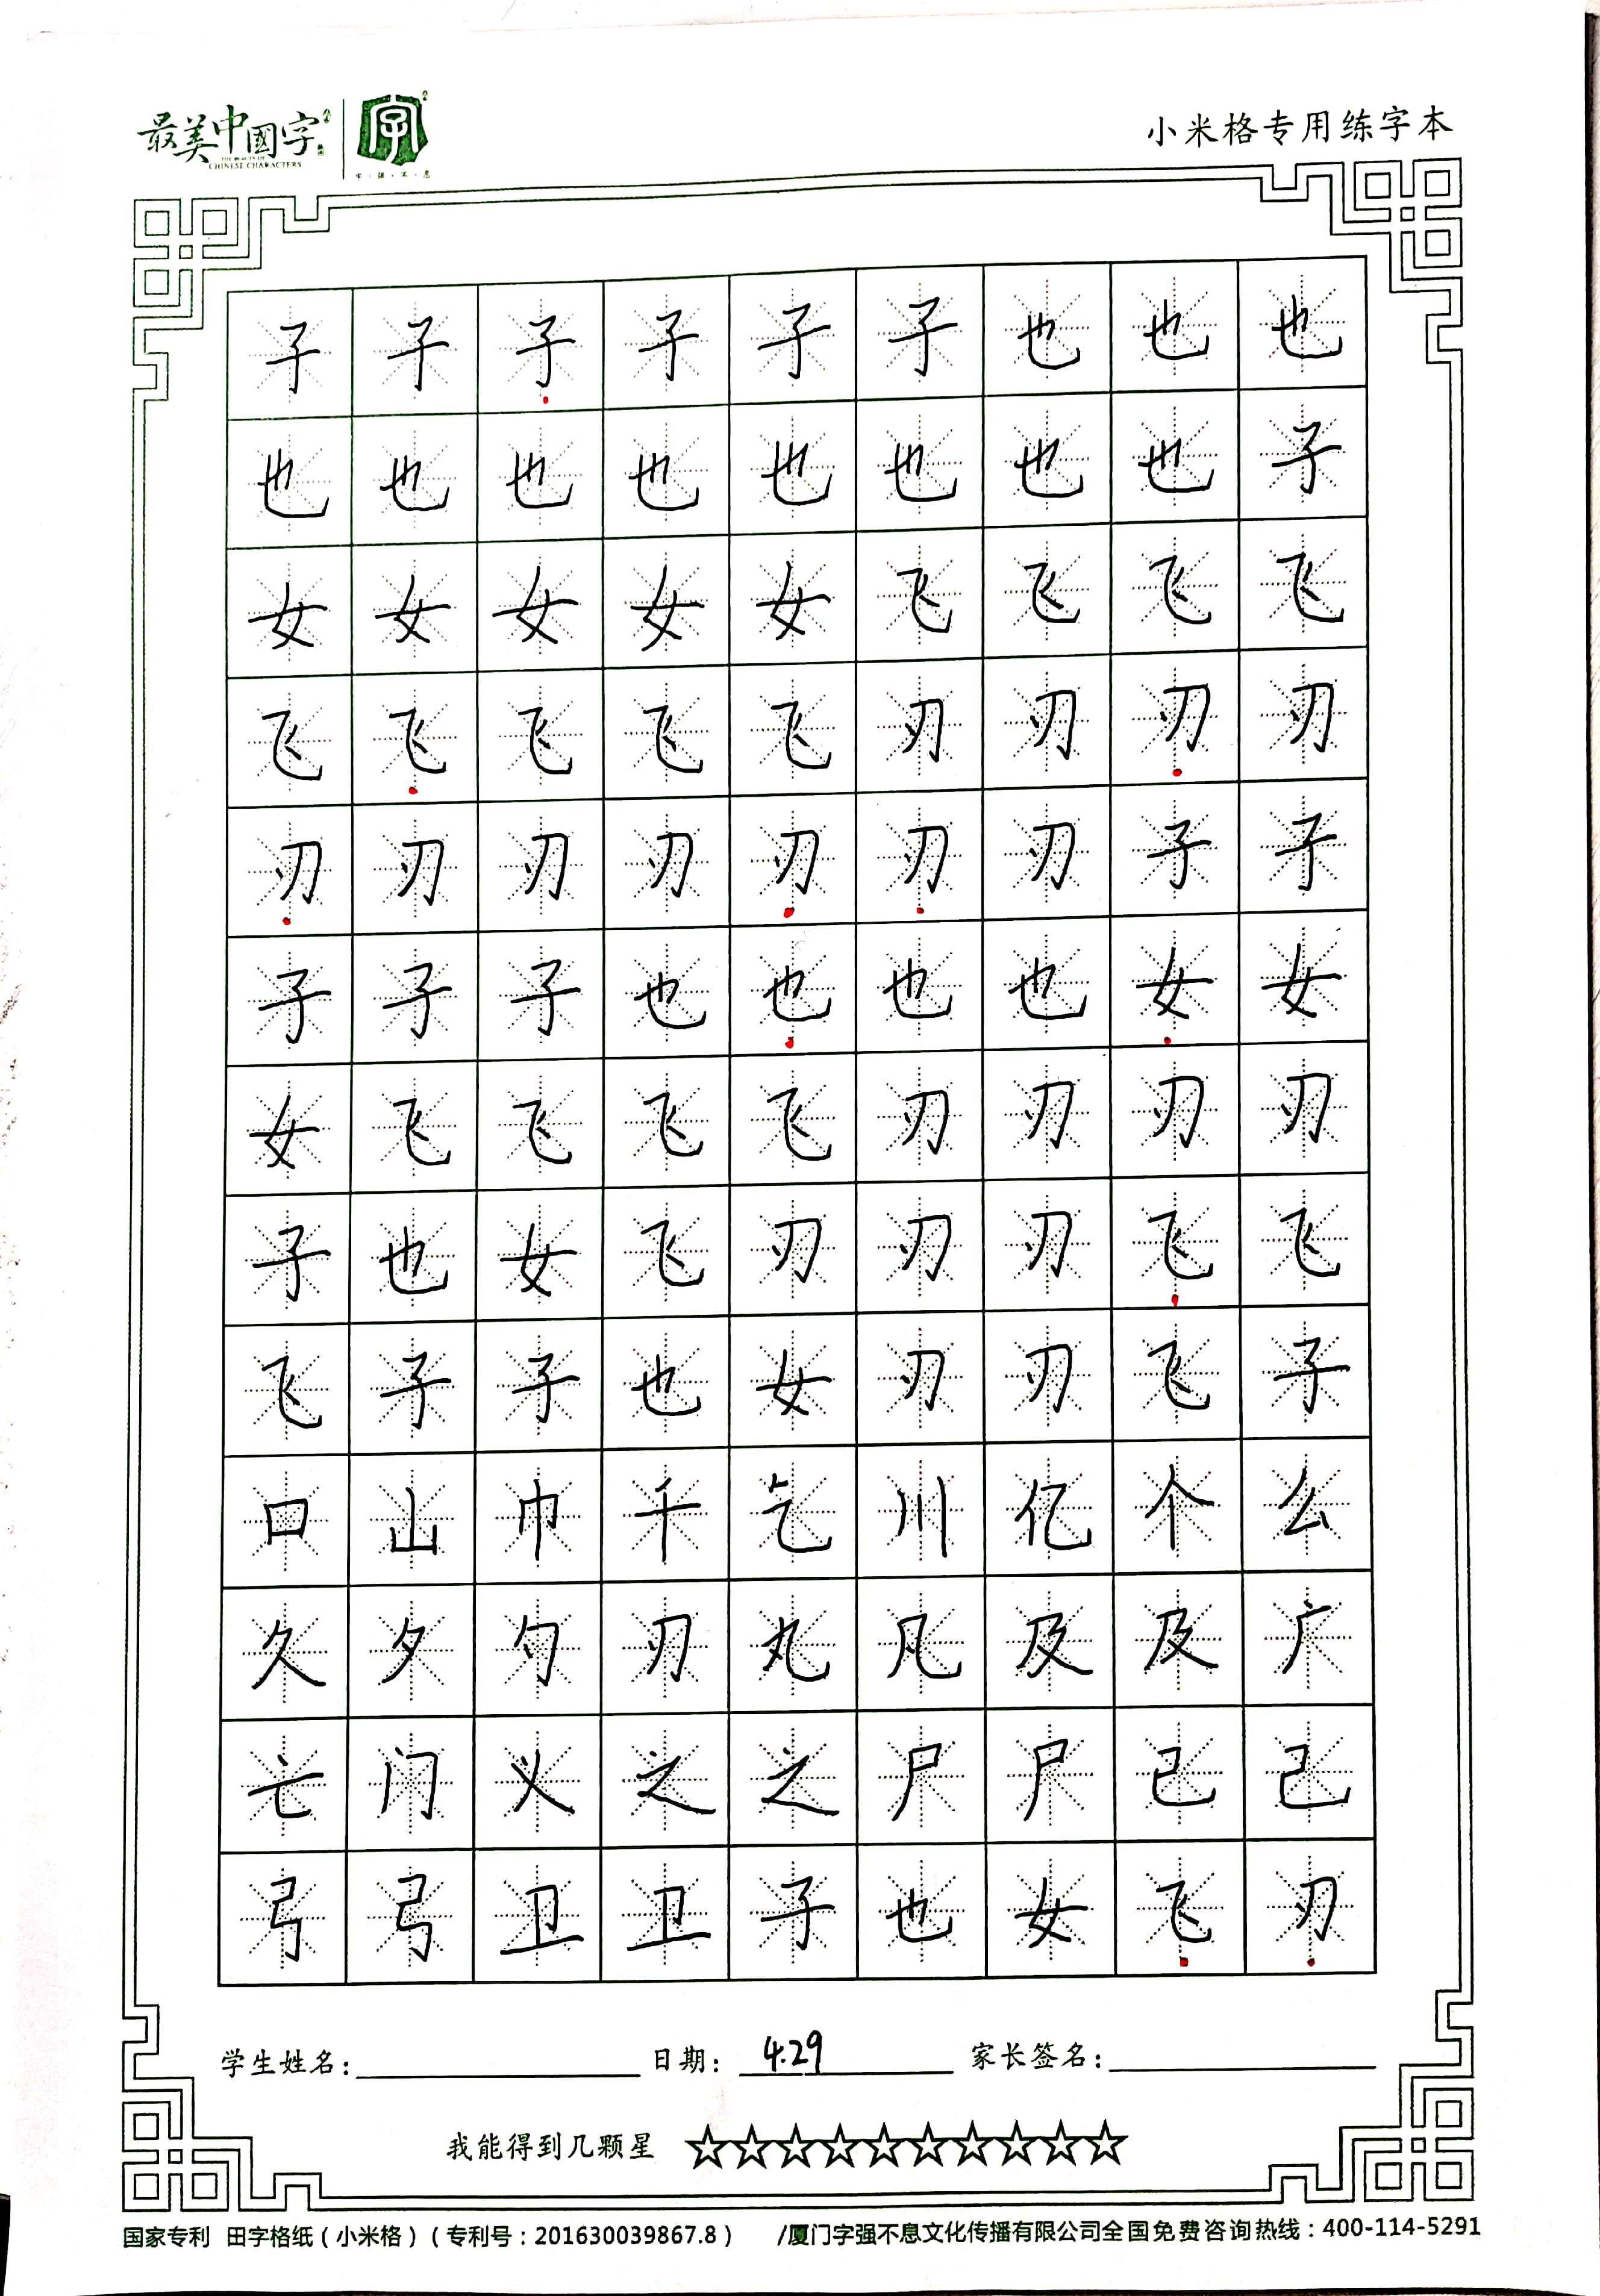 最美中國字
THE BEAUTY OF
CHINESE CHARACTERS
字
字·强·不·息
小米格专用练字本
子子子子子子也也也
也也也也也也也也子
女女女女女飞飞飞飞
飞飞飞飞飞刃刃刃刃
刃刃刃刃刃刃刃子子
子子子也也也也女女
女飞飞飞飞刃刃刃刃
子也女飞刃刃刃飞飞
飞子子也女刃刃飞子
口山巾千乞川亿个么
久夕勺刃丸凡及及广
亡门义之之尸尸己己
弓弓卫卫子也女飞刃
学生姓名： 日期： 4.29 家长签名：
我能得到几颗星 ☆☆☆☆☆☆☆☆☆☆
国家专利 田字格纸（小米格）（专利号：201630039867.8） /厦门字强不息文化传播有限公司全国免费咨询热线：400-114-5291